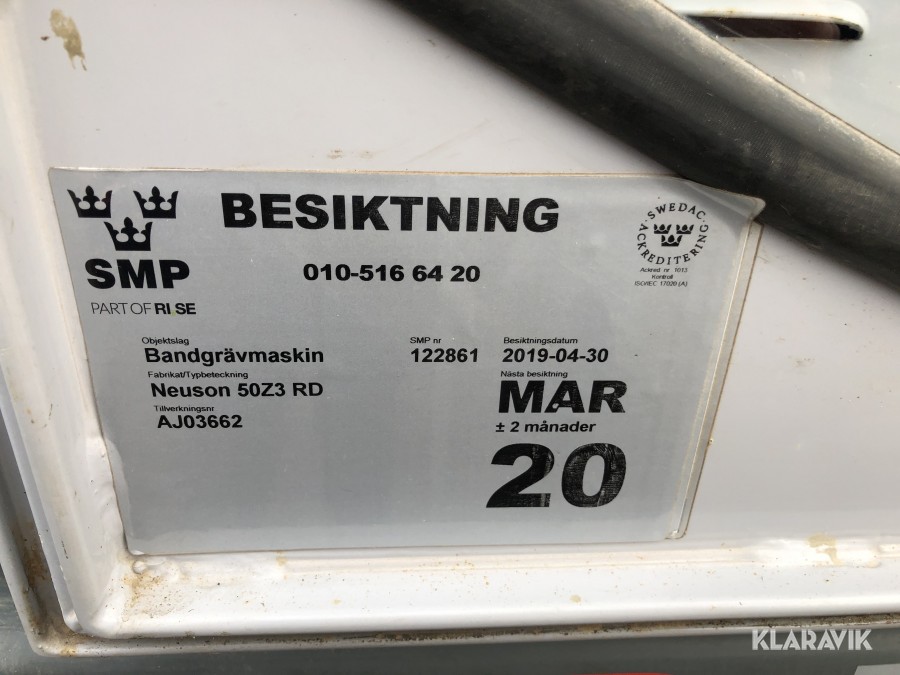 BESIKTNING
SMP
PART OF RI.SE
010-516 64 20
SWEDAC
ACKREDITERING
Ackred nr 1013
Kontroll
ISO/IEC 17020 (A)
Objektslag
Bandgrävmaskin
SMP nr
122861
Besiktningsdatum
2019-04-30
Fabrikat/Typbeteckning
Neuson 50Z3 RD
Tillverkningsnr
AJ03662
Nästa besiktning
MAR
± 2 månader
20
KLARAVIK